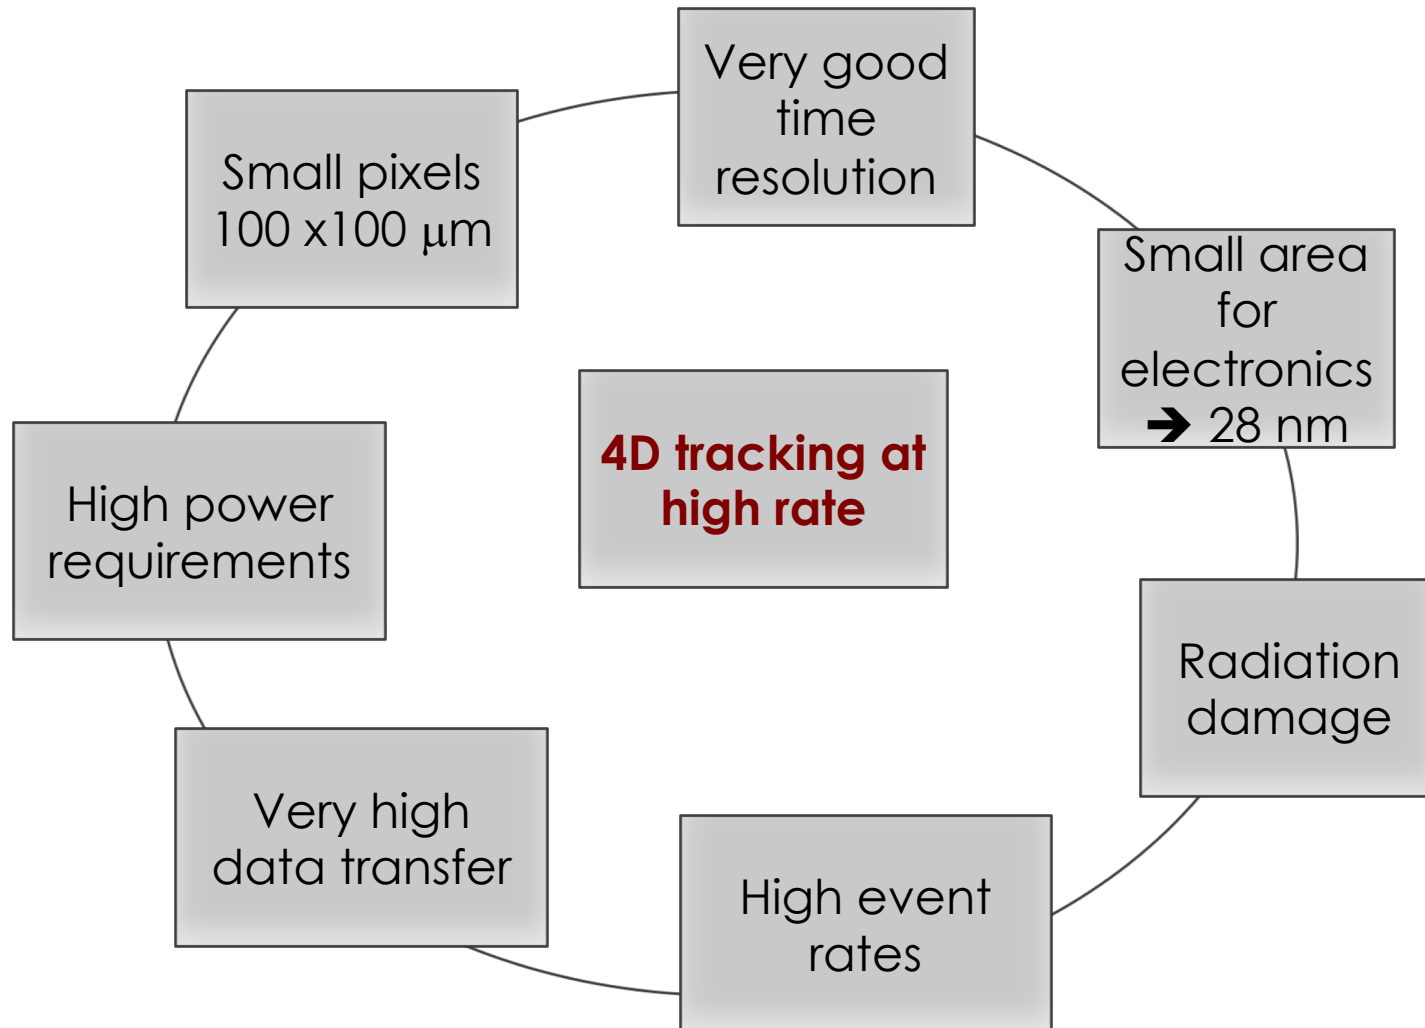 Very good
time
resolution
Small pixels
100 x100 μm
Small area
for
electronics
➔ 28 nm
4D tracking at
high rate
High power
requirements
Radiation
damage
Very high
data transfer
High event
rates